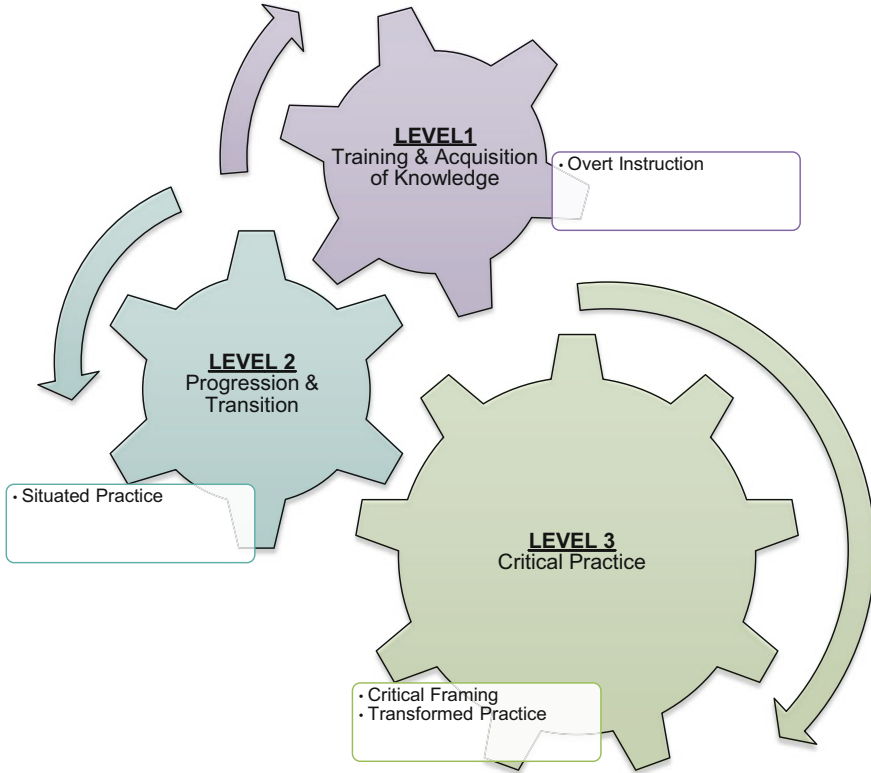 LEVEL1
Training & Acquisition
of Knowledge
• Overt Instruction
LEVEL 2
Progression &
Transition
• Situated Practice
LEVEL 3
Critical Practice
• Critical Framing
• Transformed Practice